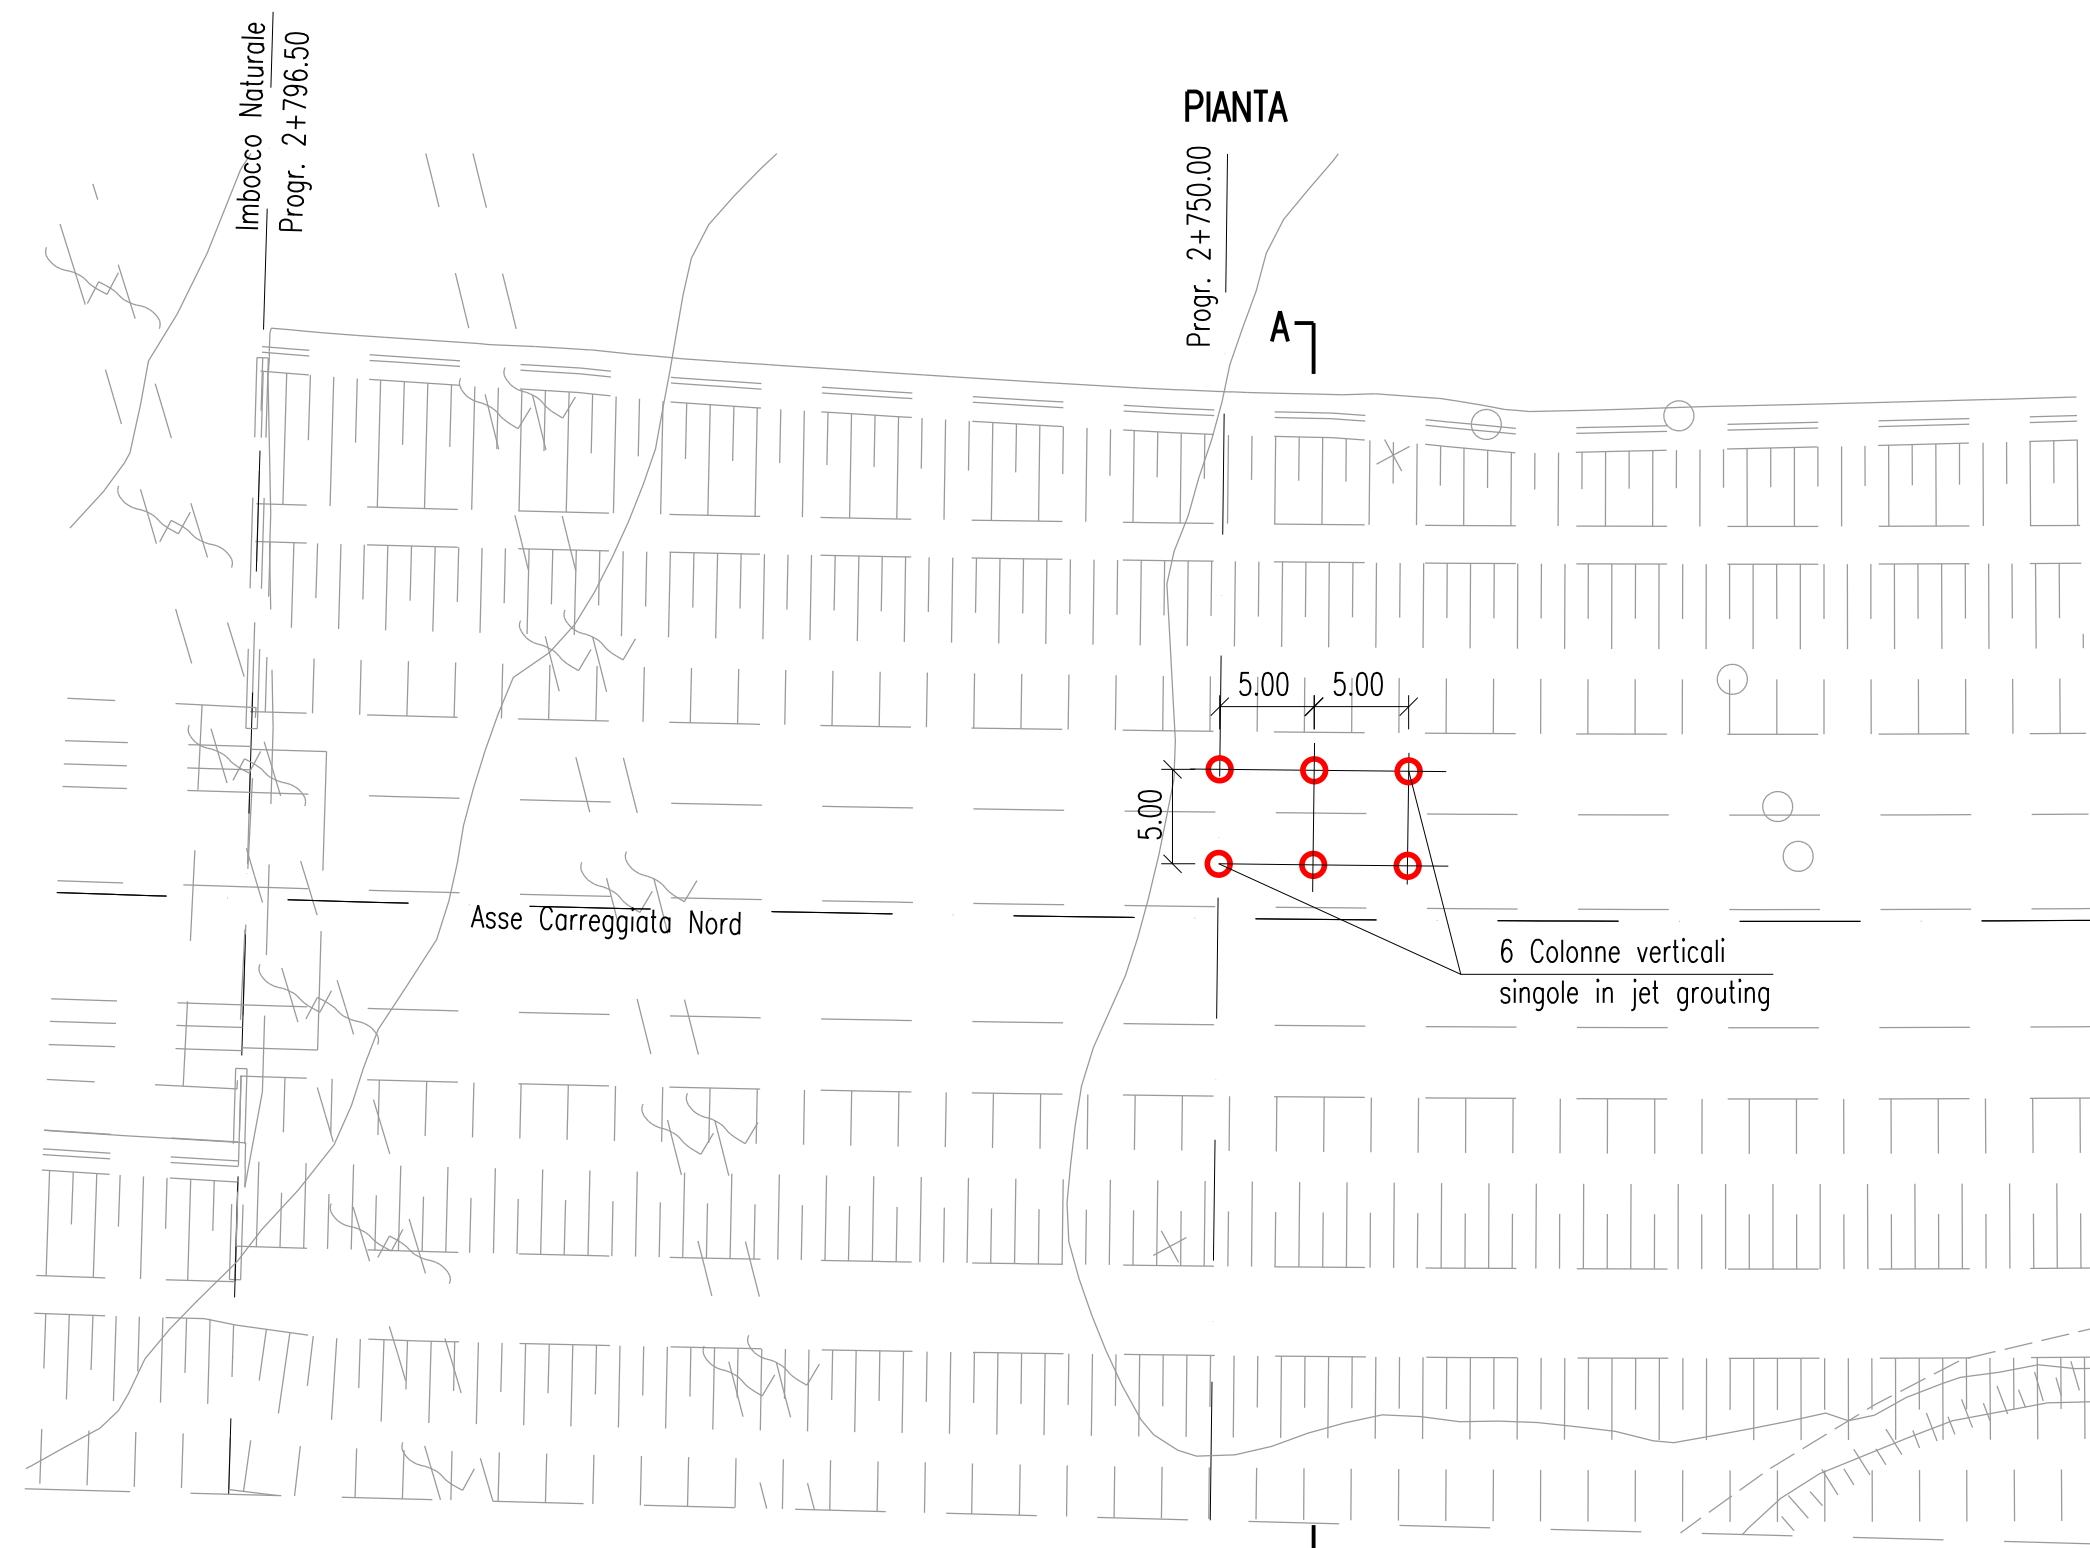 Imbocco Naturale
Progr. 2+796.50
PIANTA
Progr. 2+750.00
A
5.00
5.00
5.00
Asse Carreggiata Nord
6 Colonne verticali
singole in jet grouting